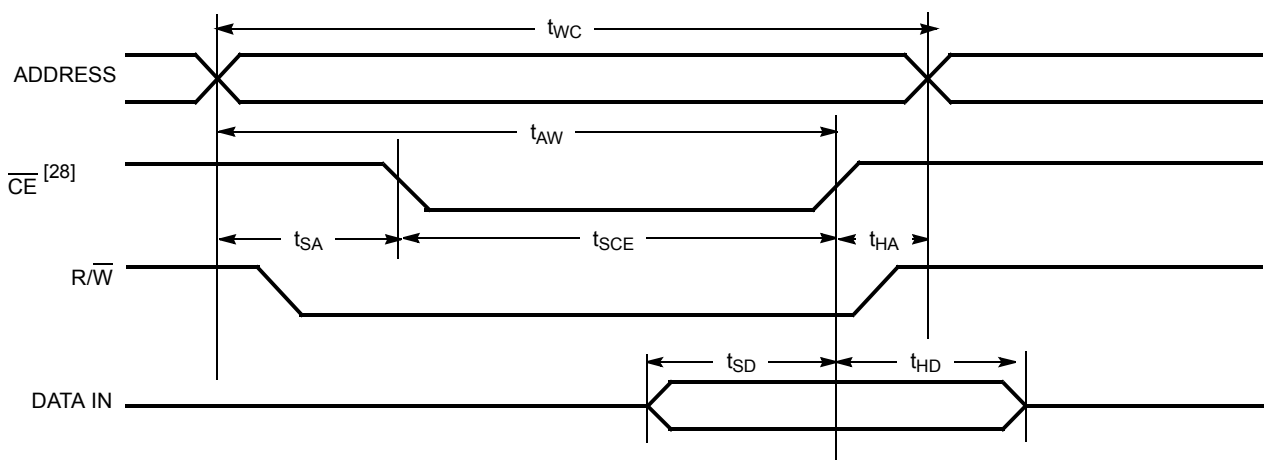 tWC
ADDRESS
tAW
CE [28]
tSA tSCE tHA
R/W
tSD tHD
DATA IN